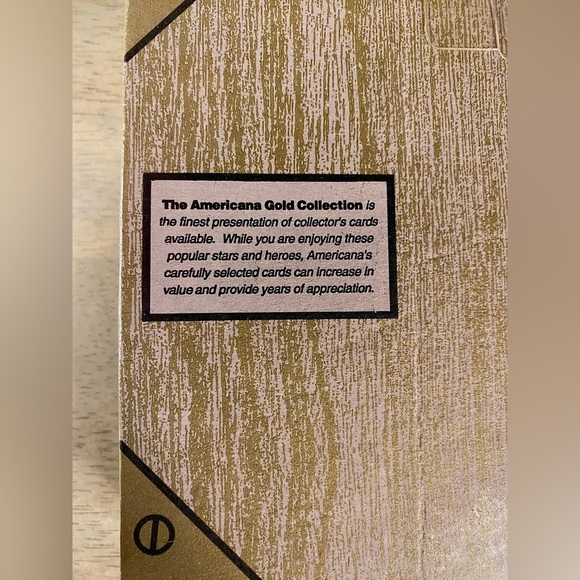 The Americana Gold Collection is
the finest presentation of collector's cards
available. While you are enjoying these
popular stars and heroes, Americana's
carefully selected cards can increase in
value and provide years of appreciation.